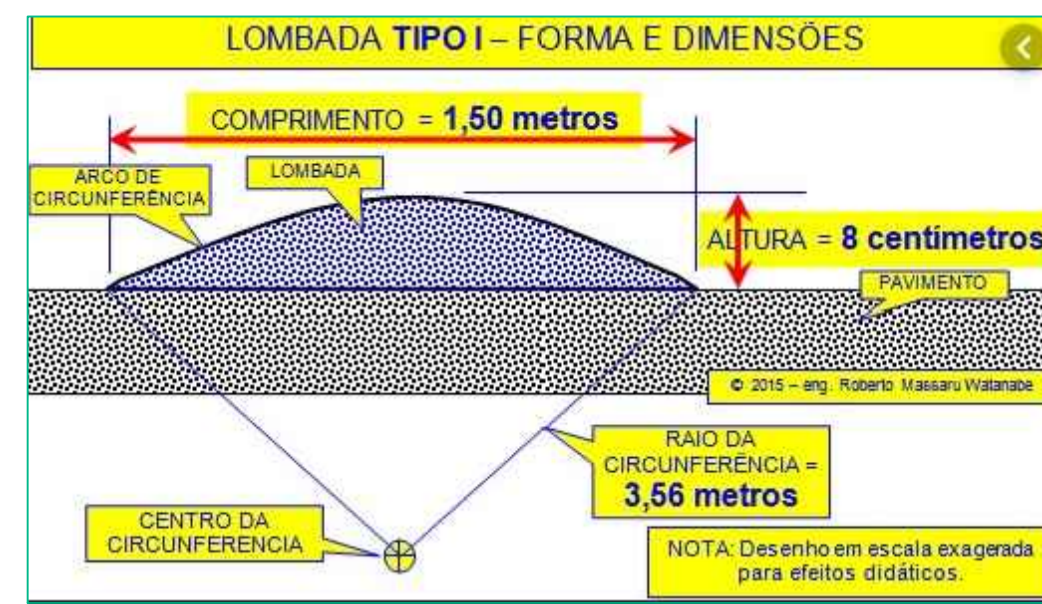 LOMBADA TIPO I – FORMA E DIMENSÕES
COMPRIMENTO = 1,50 metros
ARCO DE
CIRCUNFERÊNCIA
LOMBADA
ALTURA = 8 centímetros
PAVIMENTO
© 2015 – eng. Roberto Massaru Watanabe
RAIO DA
CIRCUNFERÊNCIA =
3,56 metros
CENTRO DA
CIRCUNFERENCIA
NOTA: Desenho em escala exagerada
para efeitos didáticos.